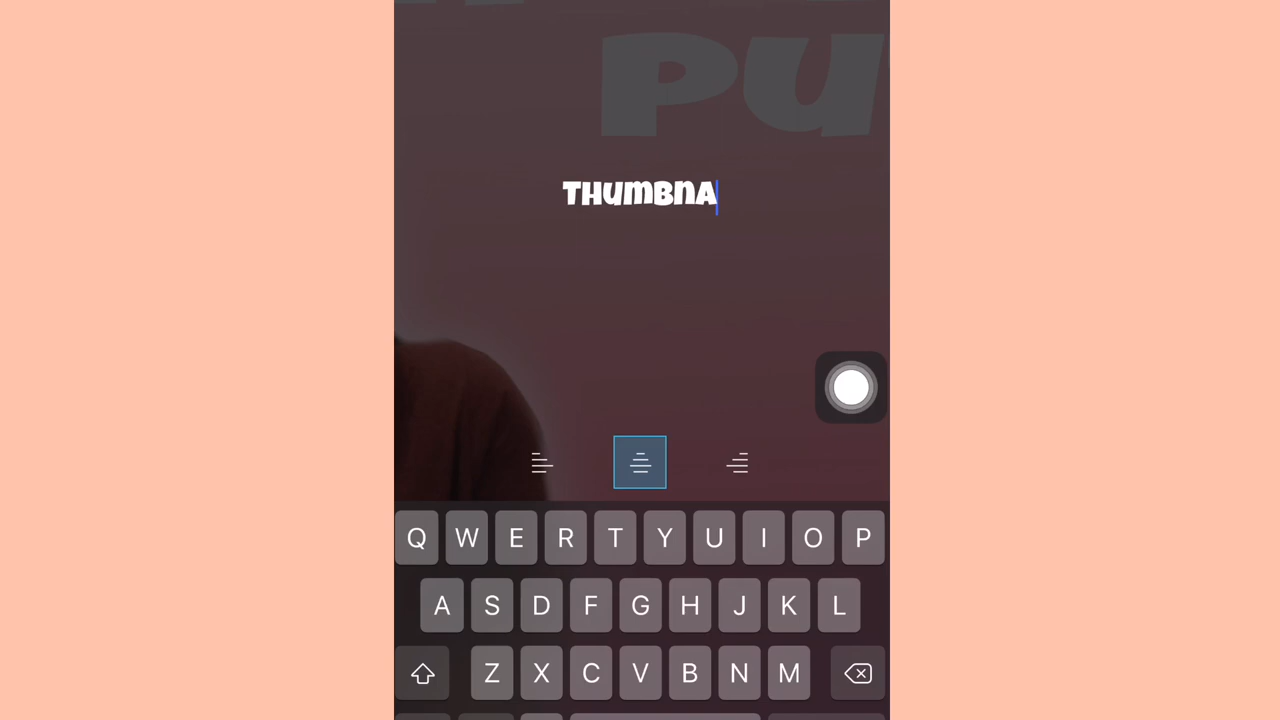 PU
THUMBNA
Q W E R T Y U I O P
A S D F G H J K L
Z X C V B N M